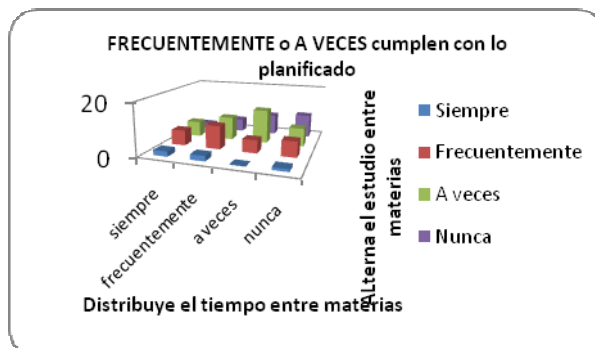 FRECUENTEMENTE o A VECES cumplen con lo
planificado
20
0
siempre
frecuentemente
a veces
nunca
Distribuye el tiempo entre materias
ALterna el estudio entre
materias
Siempre
Frecuentemente
A veces
Nunca